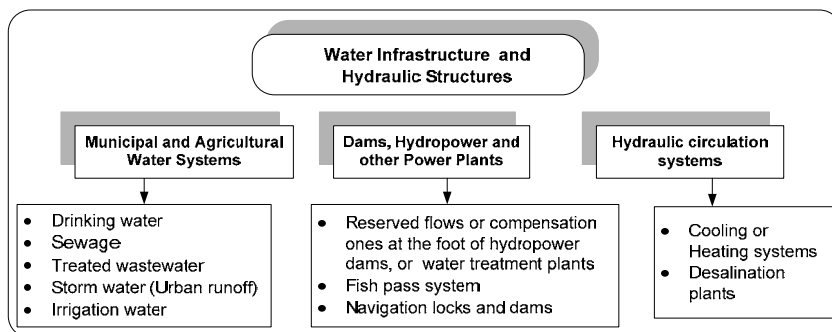 Water Infrastructure and
Hydraulic Structures
Municipal and Agricultural
Water Systems
• Drinking water
• Sewage
• Treated wastewater
• Storm water (Urban runoff)
• Irrigation water
Dams, Hydropower and
other Power Plants
• Reserved flows or compensation
ones at the foot of hydropower
dams, or water treatment plants
• Fish pass system
• Navigation locks and dams
Hydraulic circulation
systems
• Cooling or
Heating systems
• Desalination
plants